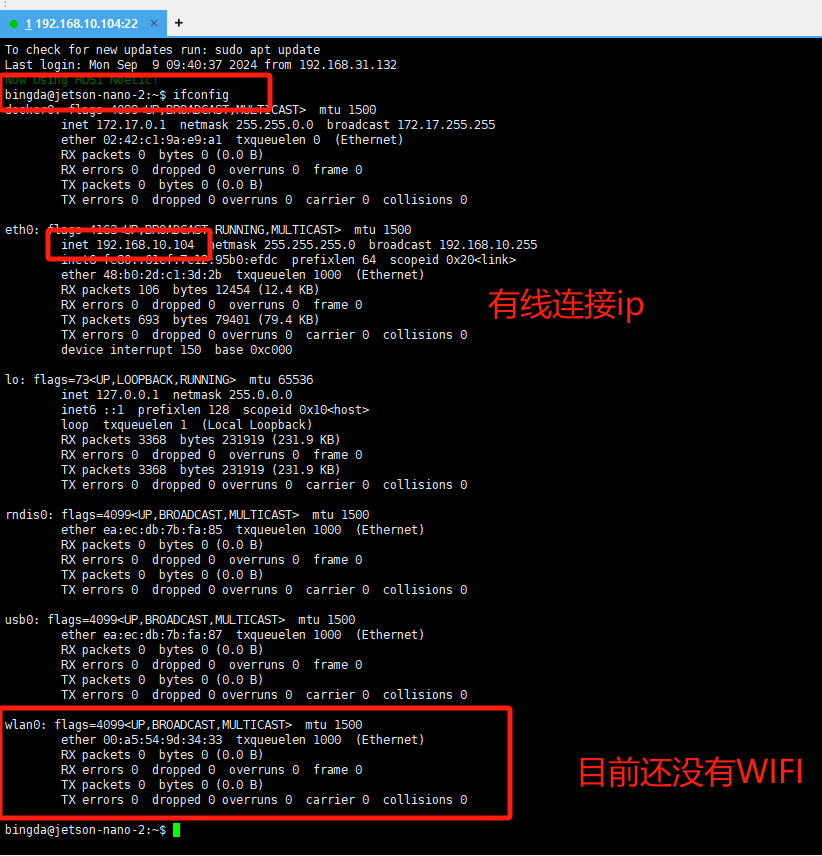 1 192.168.10.104:22 × +
To check for new updates run: sudo apt update
Last login: Mon Sep  9 09:40:37 2024 from 192.168.31.132
Now Using ROS1 Noetic!
bingda@jetson-nano-2:~$ ifconfig
docker0: flags=4099<UP,BROADCAST,MULTICAST>  mtu 1500
        inet 172.17.0.1  netmask 255.255.0.0  broadcast 172.17.255.255
        ether 02:42:c1:9a:e9:a1  txqueuelen 0  (Ethernet)
        RX packets 0  bytes 0 (0.0 B)
        RX errors 0  dropped 0  overruns 0  frame 0
        TX packets 0  bytes 0 (0.0 B)
        TX errors 0  dropped 0 overruns 0  carrier 0  collisions 0
eth0: flags=4163<UP,BROADCAST,RUNNING,MULTICAST>  mtu 1500
        inet 192.168.10.104  netmask 255.255.255.0  broadcast 192.168.10.255
        prefixlen 64  scopeid 0x20<link>
        ether 48:b0:2d:c1:3d:2b  txqueuelen 1000  (Ethernet)
        RX packets 106  bytes 12454 (12.4 KB)
有线连接ip
        RX errors 0  dropped 0  overruns 0  frame 0
        TX packets 693  bytes 79401 (79.4 KB)
        TX errors 0  dropped 0 overruns 0  carrier 0  collisions 0
        device interrupt 150  base 0xc000
lo: flags=73<UP,LOOPBACK,RUNNING>  mtu 65536
        inet 127.0.0.1  netmask 255.0.0.0
        inet6 ::1  prefixlen 128  scopeid 0x10<host>
        loop  txqueuelen 1  (Local Loopback)
        RX packets 3368  bytes 231919 (231.9 KB)
        RX errors 0  dropped 0  overruns 0  frame 0
        TX packets 3368  bytes 231919 (231.9 KB)
        TX errors 0  dropped 0 overruns 0  carrier 0  collisions 0
rndis0: flags=4099<UP,BROADCAST,MULTICAST>  mtu 1500
        ether ea:ec:db:7b:fa:85  txqueuelen 1000  (Ethernet)
        RX packets 0  bytes 0 (0.0 B)
        RX errors 0  dropped 0  overruns 0  frame 0
        TX packets 0  bytes 0 (0.0 B)
        TX errors 0  dropped 0 overruns 0  carrier 0  collisions 0
usb0: flags=4099<UP,BROADCAST,MULTICAST>  mtu 1500
        ether ea:ec:db:7b:fa:87  txqueuelen 1000  (Ethernet)
        RX packets 0  bytes 0 (0.0 B)
        RX errors 0  dropped 0  overruns 0  frame 0
        TX packets 0  bytes 0 (0.0 B)
        TX errors 0  dropped 0 overruns 0  carrier 0  collisions 0
wlan0: flags=4099<UP,BROADCAST,MULTICAST>  mtu 1500
        ether 00:a5:54:9d:34:33  txqueuelen 1000  (Ethernet)
        RX packets 0  bytes 0 (0.0 B)
        RX errors 0  dropped 0  overruns 0  frame 0
目前还没有WIFI
        TX packets 0  bytes 0 (0.0 B)
        TX errors 0  dropped 0 overruns 0  carrier 0  collisions 0
bingda@jetson-nano-2:~$